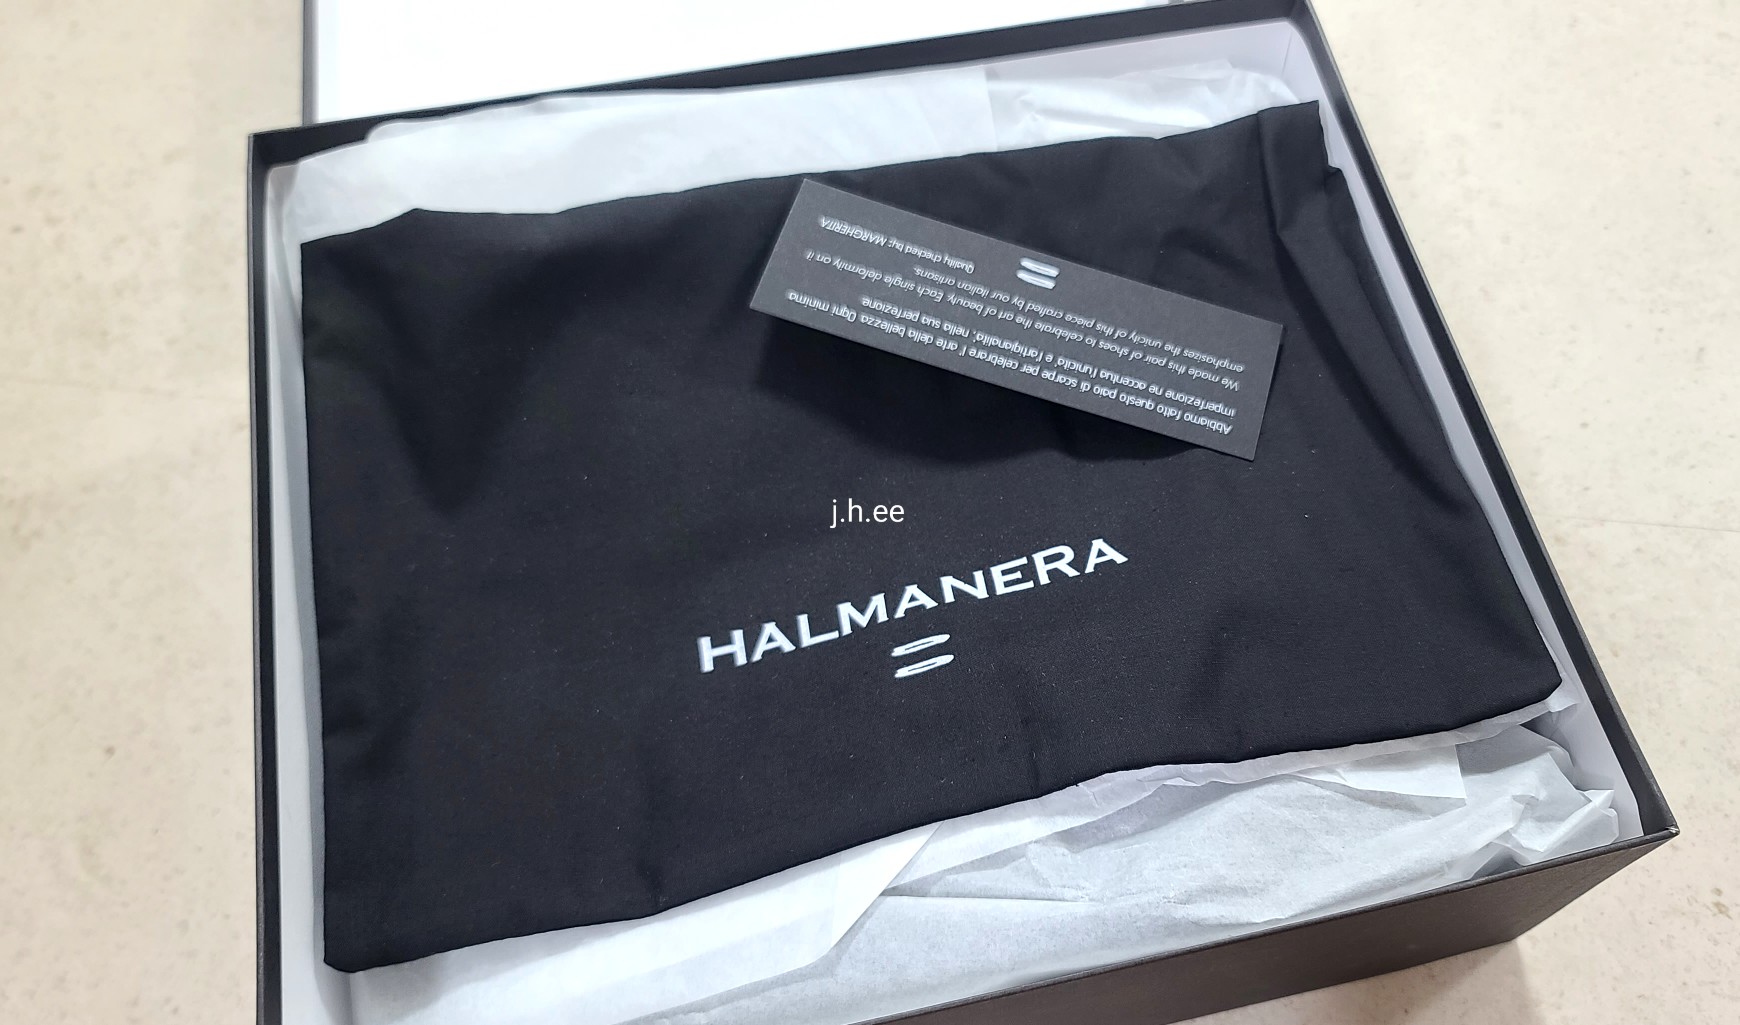 j.h.ee
HALMANERA
Abbiamo fatto questo paio di scarpe per celebrare l'arte della bellezza. Ogni minima
imperfezione ne accentua l'unicita', e l'artigianalita', nella sua perfezione.
We made this pair of shoes to celebrate the art of beauty. Each single deformity on it
emphasizes the unicity of this piece crafted by our italian artisans.
Quality checked by: MARGHERITA